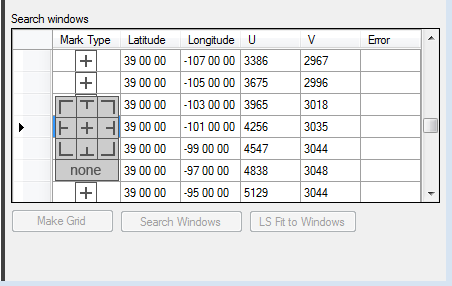 Search windows
Mark Type Latitude Longitude U V Error
39 00 00 -107 00 00 3386 2967
39 00 00 -105 00 00 3675 2996
39 00 00 -103 00 00 3965 3018
39 00 00 -101 00 00 4256 3035
39 00 00 -99 00 00 4547 3044
none 39 00 00 -97 00 00 4838 3048
39 00 00 -95 00 00 5129 3044
Make Grid Search Windows LS Fit to Windows